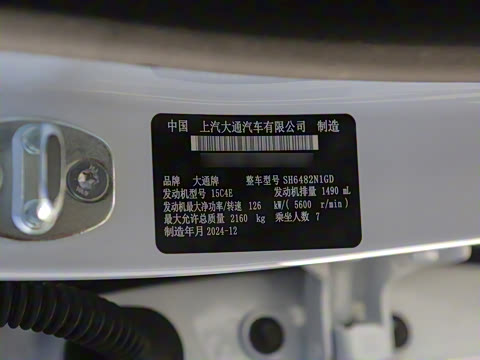 中国 上汽大通汽车有限公司 制造
品牌 大通牌 整车型号 SH6482N1GD
发动机型号 15C4E 发动机排量 1490 mL
发动机最大净功率/转速 126 kW/( 5600 r/min)
最大允许总质量 2160 kg 乘坐人数 7
制造年月 2024-12